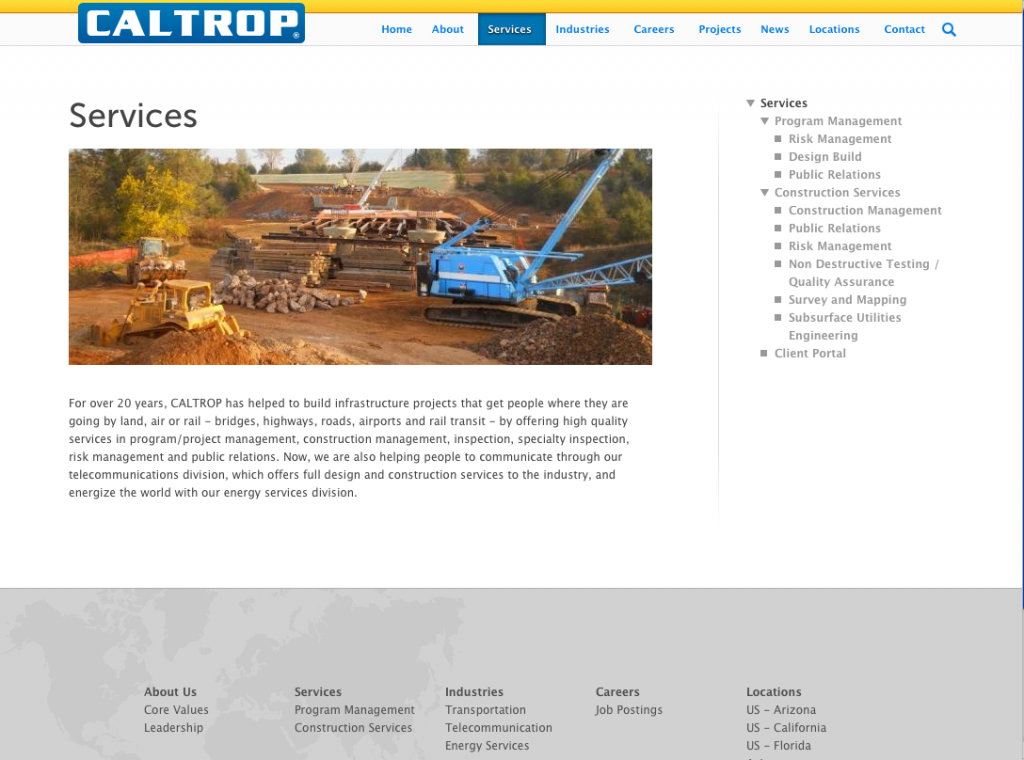 CALTROP®
Home About Services Industries Careers Projects News Locations Contact
Services
For over 20 years, CALTROP has helped to build infrastructure projects that get people where they are
going by land, air or rail – bridges, highways, roads, airports and rail transit – by offering high quality
services in program/project management, construction management, inspection, specialty inspection,
risk management and public relations. Now, we are also helping people to communicate through our
telecommunications division, which offers full design and construction services to the industry, and
energize the world with our energy services division.
Services
Program Management
Risk Management
Design Build
Public Relations
Construction Services
Construction Management
Public Relations
Risk Management
Non Destructive Testing /
Quality Assurance
Survey and Mapping
Subsurface Utilities
Engineering
Client Portal
About Us
Core Values
Leadership
Services
Program Management
Construction Services
Industries
Transportation
Telecommunication
Energy Services
Careers
Job Postings
Locations
US – Arizona
US – California
US – Florida